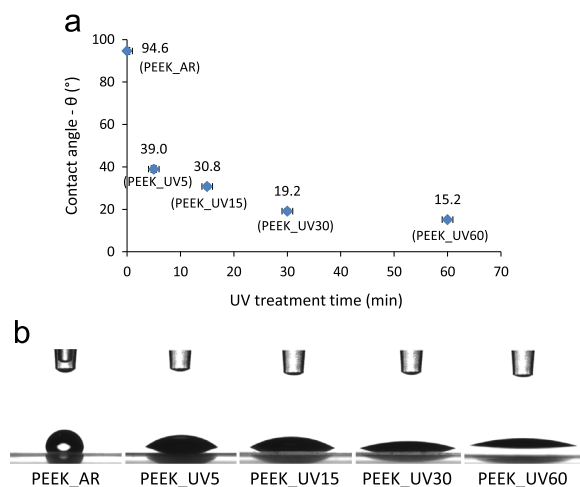 a
100
80
60
40
20
0
Contact angle - θ (°)
94.6
(PEEK_AR)
39.0
(PEEK_UV5)
30.8
(PEEK_UV15)
19.2
(PEEK_UV30)
15.2
(PEEK_UV60)
0 10 20 30 40 50 60 70
UV treatment time (min)
b
PEEK_AR PEEK_UV5 PEEK_UV15 PEEK_UV30 PEEK_UV60